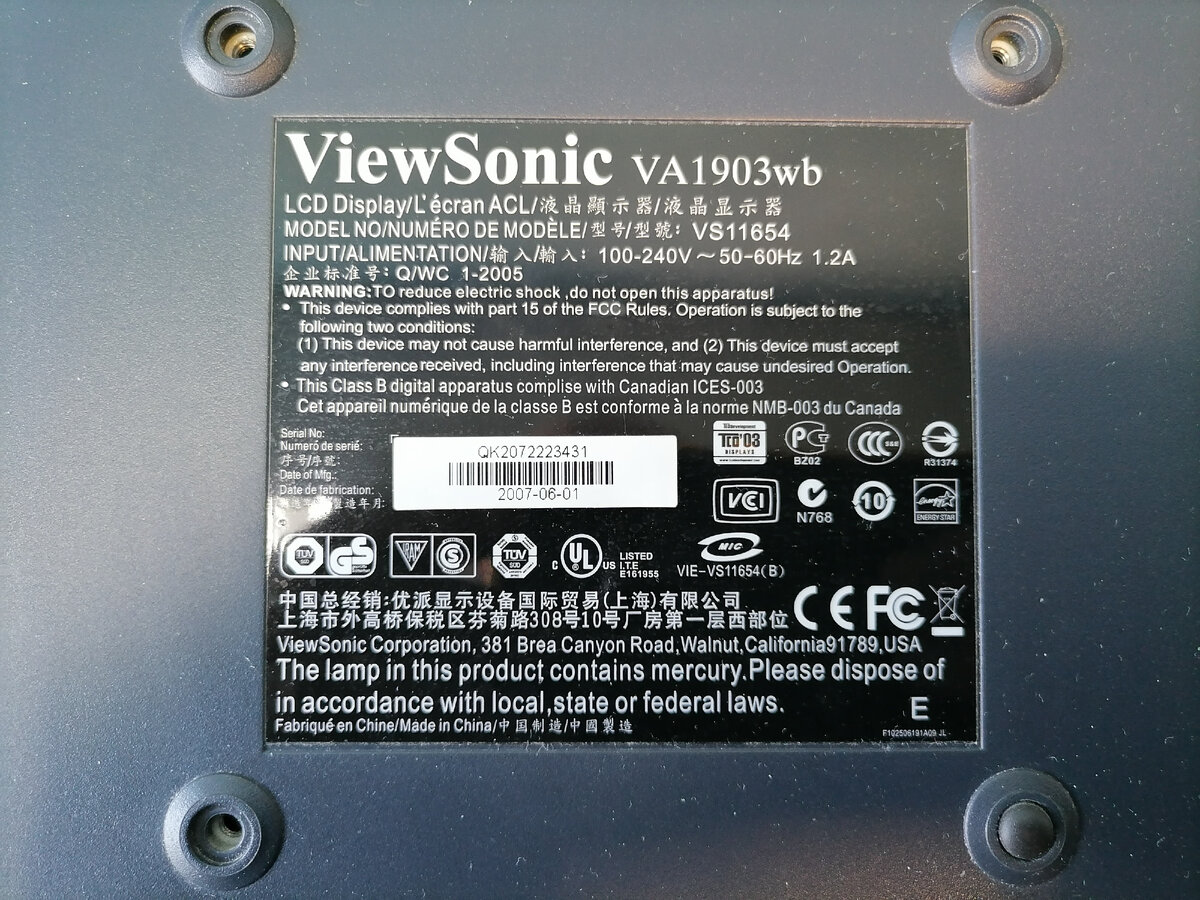 ViewSonic VA1903wb
LCD Display/L'écran ACL/液晶顯示器/液晶显示器
MODEL NO/NUMÉRO DE MODÈLE/型号/型號: VS11654
INPUT/ALIMENTATION/输入/輸入: 100-240V ~ 50-60Hz 1.2A
企业标准号: Q/WC 1-2005
WARNING:TO reduce electric shock ,do not open this apparatus!
• This device complies with part 15 of the FCC Rules. Operation is subject to the
following two conditions:
(1) This device may not cause harmful interference, and (2) This device must accept
any interference received, including interference that may cause undesired Operation.
• This Class B digital apparatus complise with Canadian ICES-003
Cet appareil numérique de la classe B est conforme à la norme NMB-003 du Canada
Serial No:
Numéro de série:
序号/序號:
Date of Mfg.:
Date de fabrication:
製造年月:
QK2072223431
2007-06-01
TCO'03
DISPLAYS
PCT
BZ02
CCC S&E
R31374
VCI
N768
10
energy
ENERGY STAR
TÜV SÜD GS
TÜV SÜD
c UL US LISTED
I.T.E
E161955
MIC
VIE-VS11654(B)
中国总经销:优派显示设备国际贸易(上海)有限公司
上海市外高桥保税区芬菊路308号10号厂房第一层西部位
CE FC
ViewSonic Corporation, 381 Brea Canyon Road,Walnut,California91789,USA
The lamp in this product contains mercury.Please dispose of
in accordance with local,state or federal laws.
E
Fabriqué en Chine/Made in China/中国制造/中國製造
F102506191A09 JL